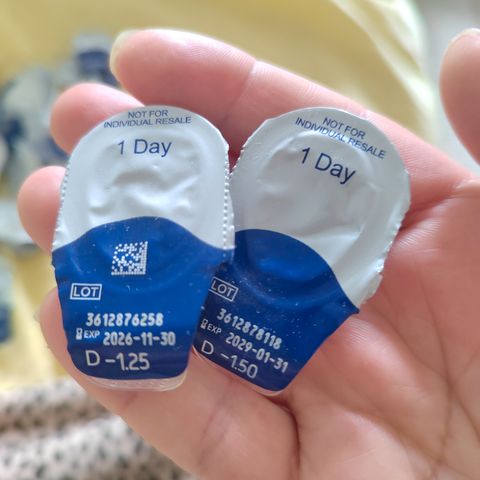 NOT FOR
INDIVIDUAL RESALE
1 Day
LOT
3612876258
EXP 2026-11-30
D -1.25
NOT FOR
INDIVIDUAL RESALE
1 Day
LOT
3612878118
EXP 2029-01-31
D -1.50